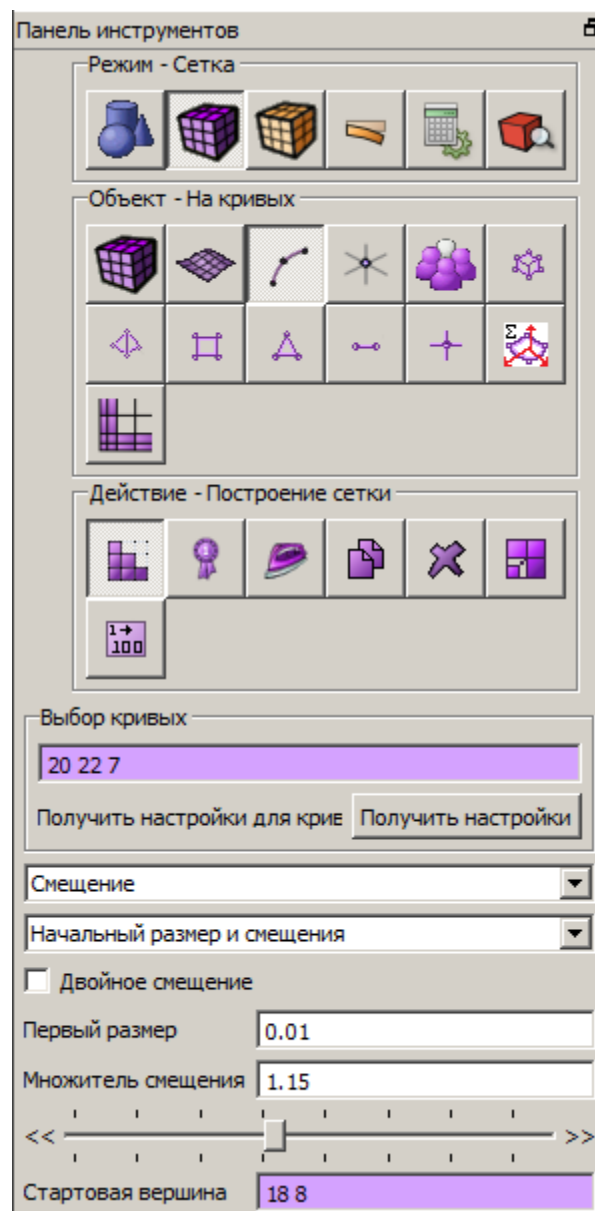 Панель инструментов
Режим - Сетка
Объект - На кривых
Σ
Действие - Построение сетки
1
1→
100
Выбор кривых
20 22 7
Получить настройки для крив Получить настройки
Смещение
Начальный размер и смещения
Двойное смещение
Первый размер 0.01
Множитель смещения 1.15
<< >>
Стартовая вершина 18 8